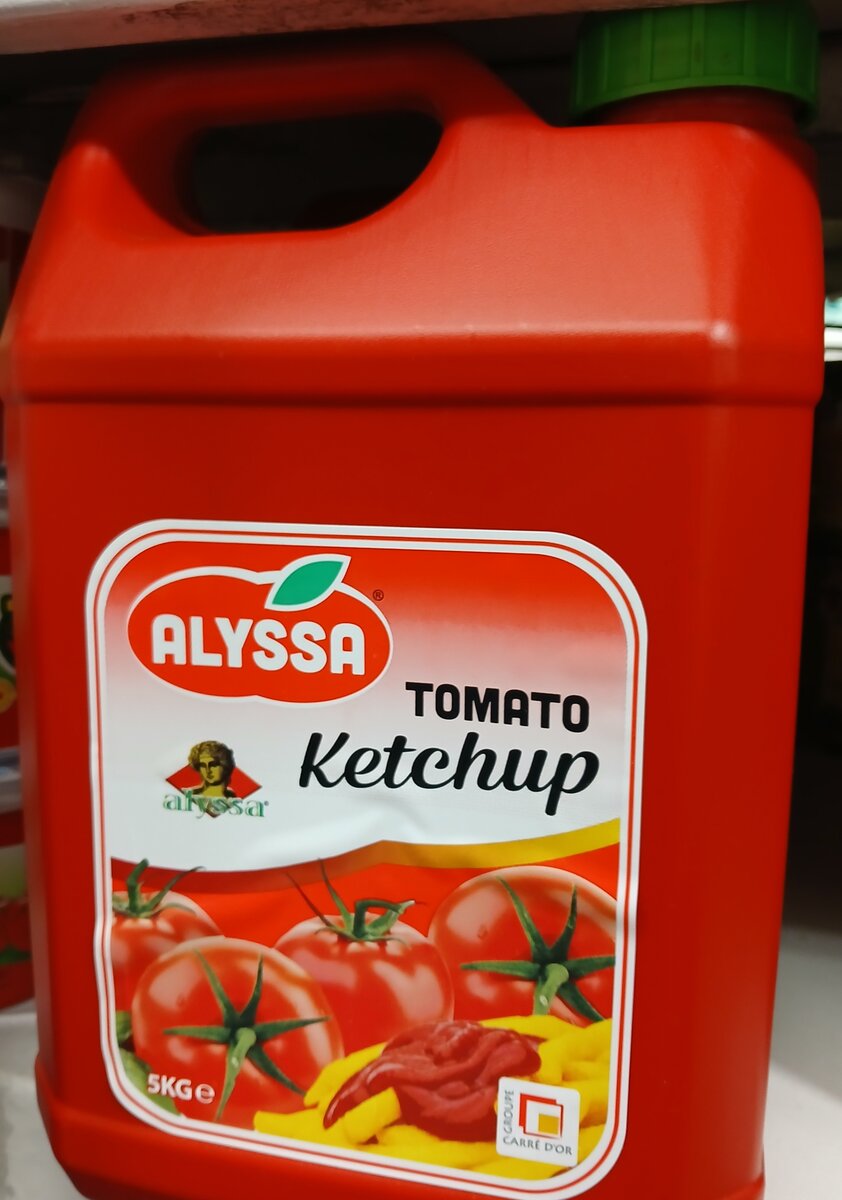 ALYSSA®
TOMATO
Ketchup
alyssa®
5KG e
GROUPE
CARRÉ D'OR